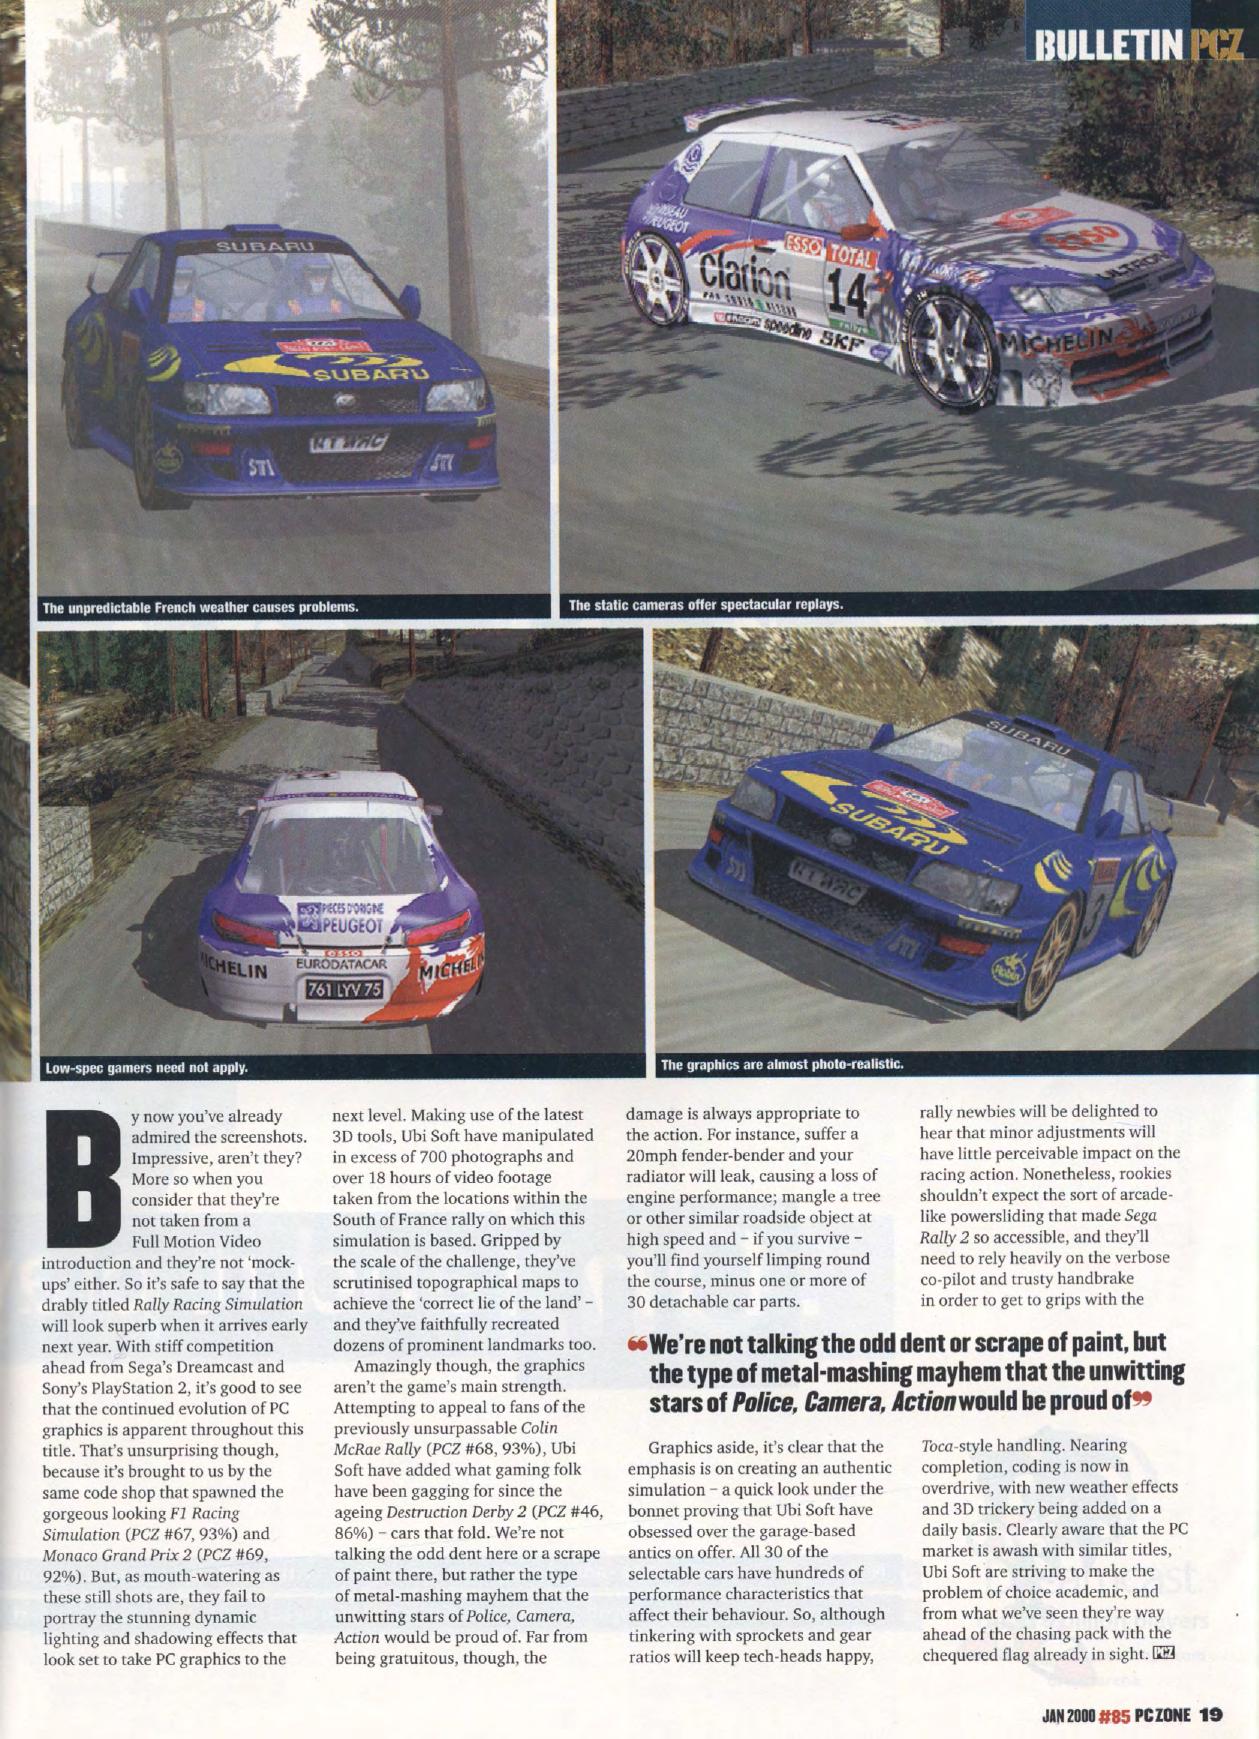 BULLETIN PCZ
SUBARU
SUBARU
STI
STI
PEUGEOT
ESSO TOTAL
Clarion
14
speedline SKF
ESSO
MICHELIN
The unpredictable French weather causes problems.
The static cameras offer spectacular replays.
PIECES D'ORIGINE
PEUGEOT
ESSO
EURODATACAR
MICHELIN
MICHEL
761 LYV 75
SUBARU
SUBARU
3
Low-spec gamers need not apply.
The graphics are almost photo-realistic.
By now you've already
admired the screenshots.
Impressive, aren't they?
More so when you
consider that they're
not taken from a
Full Motion Video
introduction and they're not 'mock-
ups' either. So it's safe to say that the
drably titled Rally Racing Simulation
will look superb when it arrives early
next year. With stiff competition
ahead from Sega's Dreamcast and
Sony's PlayStation 2, it's good to see
that the continued evolution of PC
graphics is apparent throughout this
title. That's unsurprising though,
because it's brought to us by the
same code shop that spawned the
gorgeous looking F1 Racing
Simulation (PCZ #67, 93%) and
Monaco Grand Prix 2 (PCZ #69,
92%). But, as mouth-watering as
these still shots are, they fail to
portray the stunning dynamic
lighting and shadowing effects that
look set to take PC graphics to the
next level. Making use of the latest
3D tools, Ubi Soft have manipulated
in excess of 700 photographs and
over 18 hours of video footage
taken from the locations within the
South of France rally on which this
simulation is based. Gripped by
the scale of the challenge, they've
scrutinised topographical maps to
achieve the 'correct lie of the land' –
and they've faithfully recreated
dozens of prominent landmarks too.
Amazingly though, the graphics
aren't the game's main strength.
Attempting to appeal to fans of the
previously unsurpassable Colin
McRae Rally (PCZ #68, 93%), Ubi
Soft have added what gaming folk
have been gagging for since the
ageing Destruction Derby 2 (PCZ #46,
86%) – cars that fold. We're not
talking the odd dent here or a scrape
of paint there, but rather the type
of metal-mashing mayhem that the
unwitting stars of Police, Camera,
Action would be proud of. Far from
being gratuitous, though, the
damage is always appropriate to
the action. For instance, suffer a
20mph fender-bender and your
radiator will leak, causing a loss of
engine performance; mangle a tree
or other similar roadside object at
high speed and – if you survive –
you'll find yourself limping round
the course, minus one or more of
30 detachable car parts.
“We're not talking the odd dent or scrape of paint, but
the type of metal-mashing mayhem that the unwitting
stars of Police, Camera, Action would be proud of”
Graphics aside, it's clear that the
emphasis is on creating an authentic
simulation – a quick look under the
bonnet proving that Ubi Soft have
obsessed over the garage-based
antics on offer. All 30 of the
selectable cars have hundreds of
performance characteristics that
affect their behaviour. So, although
tinkering with sprockets and gear
ratios will keep tech-heads happy,
rally newbies will be delighted to
hear that minor adjustments will
have little perceivable impact on the
racing action. Nonetheless, rookies
shouldn't expect the sort of arcade-
like powersliding that made Sega
Rally 2 so accessible, and they'll
need to rely heavily on the verbose
co-pilot and trusty handbrake
in order to get to grips with the
Toca-style handling. Nearing
completion, coding is now in
overdrive, with new weather effects
and 3D trickery being added on a
daily basis. Clearly aware that the PC
market is awash with similar titles,
Ubi Soft are striving to make the
problem of choice academic, and
from what we've seen they're way
ahead of the chasing pack with the
chequered flag already in sight. PCZ
JAN 2000 #85 PC ZONE 19